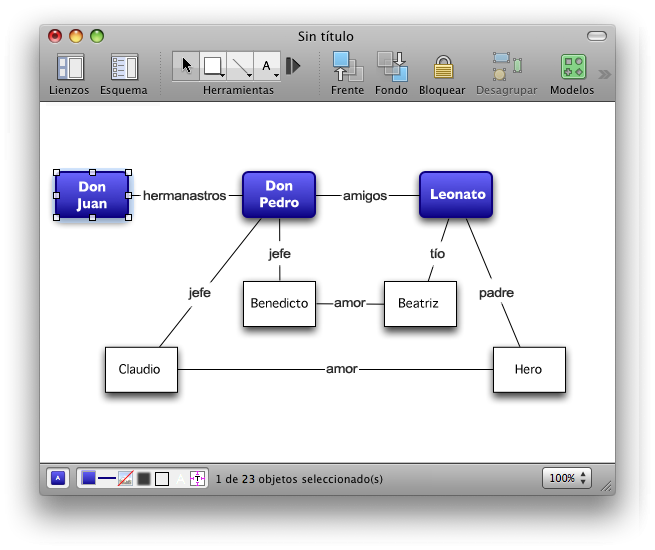 Sin título
Lienzos
Esquema
A
Herramientas
Frente
Fondo
Bloquear
Desagrupar
Modelos
Don
Juan
hermanastros
Don
Pedro
amigos
Leonato
jefe
tío
jefe
padre
Benedicto
amor
Beatriz
Claudio
amor
Hero
A
A
T
1 de 23 objetos seleccionado(s)
100%